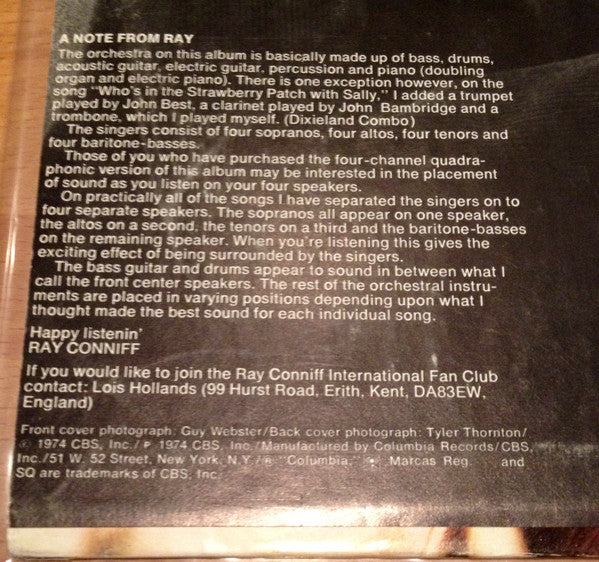 A NOTE FROM RAY
The orchestra on this album is basically made up of bass, drums,
acoustic guitar, electric guitar, percussion and piano (doubling
organ and electric piano). There is one exception however, on the
song "Who's in the Strawberry Patch with Sally," I added a trumpet
played by John Best, a clarinet played by John Bambridge and a
trombone, which I played myself. (Dixieland Combo)
The singers consist of four sopranos, four altos, four tenors and
four baritone-basses.
Those of you who have purchased the four-channel quadra-
phonic version of this album may be interested in the placement
of sound as you listen on your four speakers.
On practically all of the songs I have separated the singers on to
four separate speakers. The sopranos all appear on one speaker,
the altos on a second, the tenors on a third and the baritone-basses
on the remaining speaker. When you're listening this gives the
exciting effect of being surrounded by the singers.
The bass guitar and drums appear to sound in between what I
call the front center speakers. The rest of the orchestral instru-
ments are placed in varying positions depending upon what I
thought made the best sound for each individual song.
Happy listenin'
RAY CONNIFF
If you would like to join the Ray Conniff International Fan Club
contact: Lois Hollands (99 Hurst Road, Erith, Kent, DA83EW,
England)
Front cover photograph: Guy Webster/Back cover photograph: Tyler Thornton/
© 1974 CBS, Inc./℗ 1974 CBS, Inc./Manufactured by Columbia Records/CBS,
Inc./51 W. 52 Street, New York, N.Y./® "Columbia," Marcas Reg. and
SQ are trademarks of CBS, Inc.